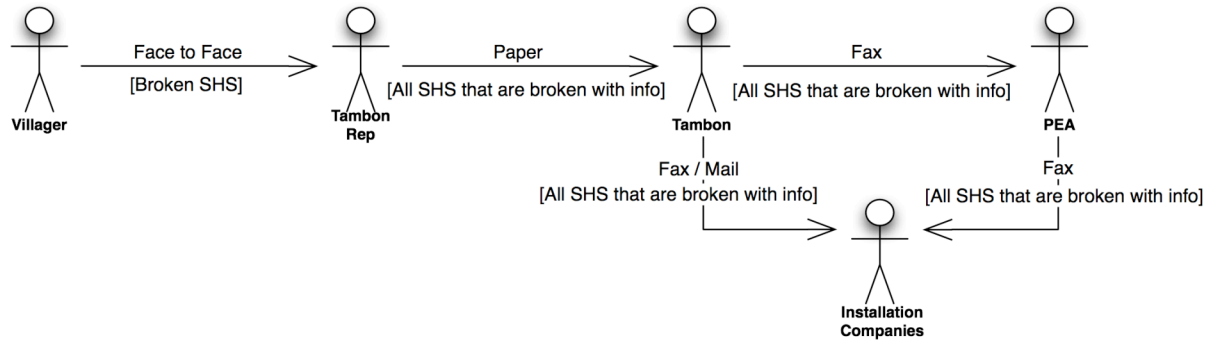 Face to Face
[Broken SHS]
Paper
[All SHS that are broken with info]
Fax
[All SHS that are broken with info]
Villager
Tambon
Rep
Tambon
PEA
Fax / Mail
[All SHS that are broken with info]
Fax
[All SHS that are broken with info]
Installation
Companies